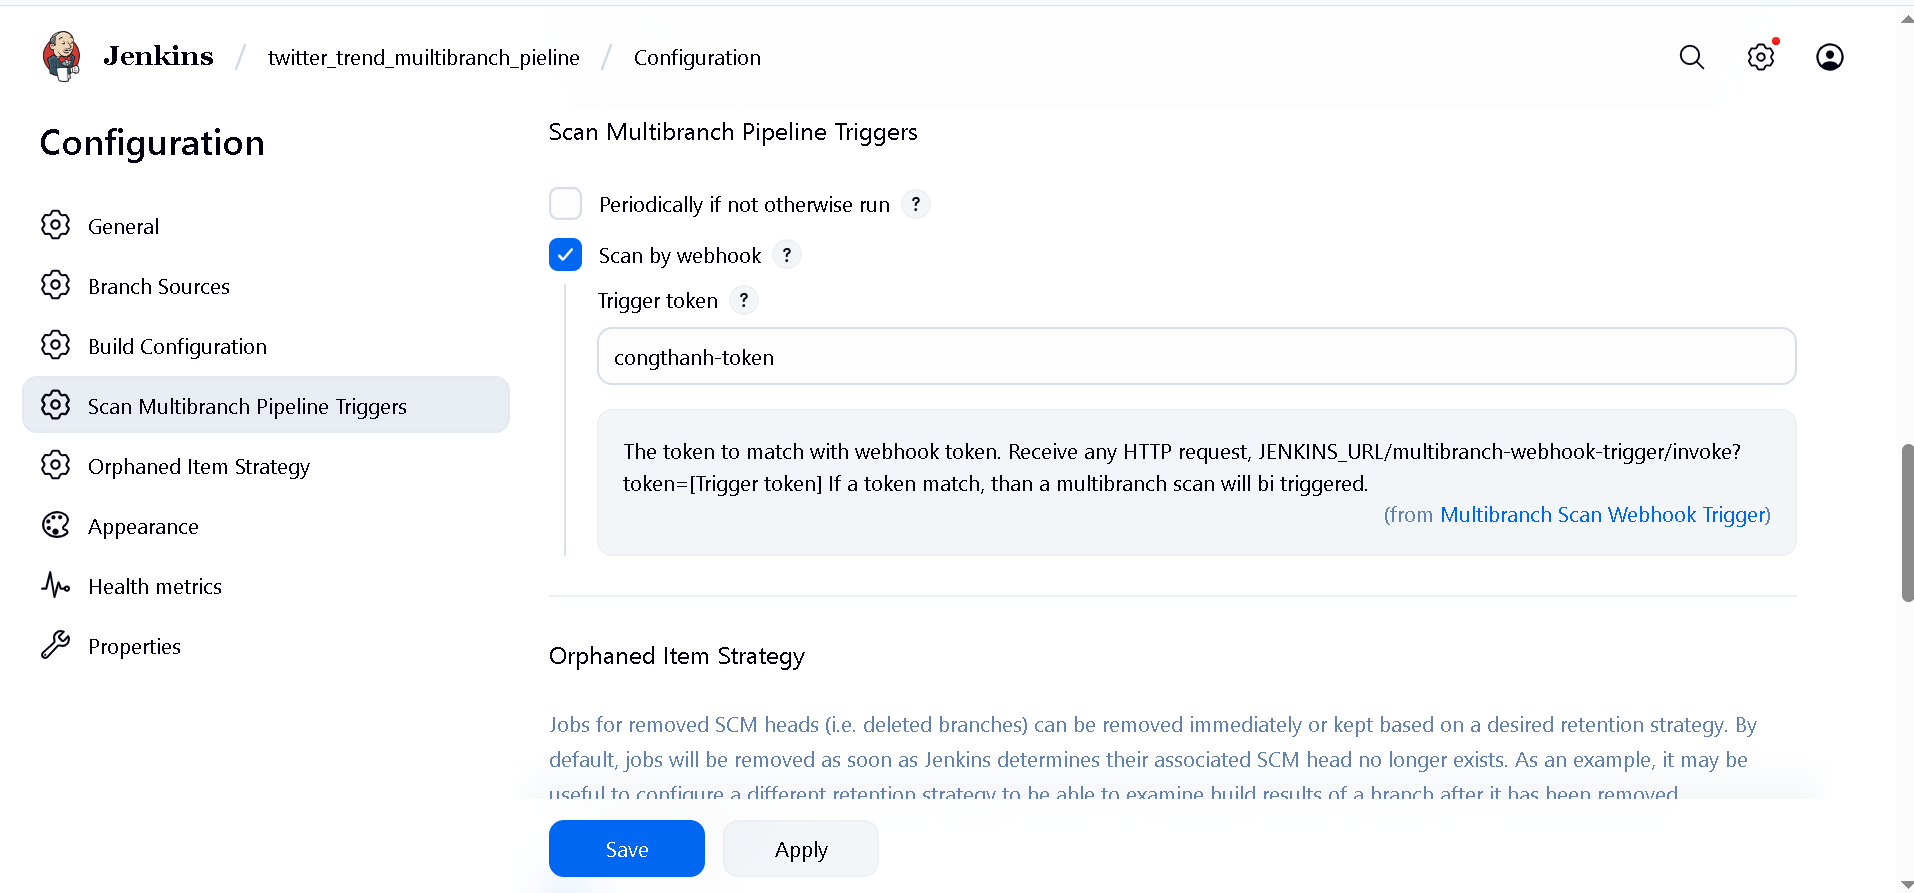 Jenkins / twitter_trend_muiltibranch_pieline / Configuration
Configuration
General
Branch Sources
Build Configuration
Scan Multibranch Pipeline Triggers
Orphaned Item Strategy
Appearance
Health metrics
Properties
Scan Multibranch Pipeline Triggers
Periodically if not otherwise run ?
Scan by webhook ?
Trigger token ?
congthanh-token
The token to match with webhook token. Receive any HTTP request, JENKINS_URL/multibranch-webhook-trigger/invoke?
token=[Trigger token] If a token match, than a multibranch scan will bi triggered.
(from Multibranch Scan Webhook Trigger)
Orphaned Item Strategy
Jobs for removed SCM heads (i.e. deleted branches) can be removed immediately or kept based on a desired retention strategy. By
default, jobs will be removed as soon as Jenkins determines their associated SCM head no longer exists. As an example, it may be
useful to configure a different retention strategy to be able to examine build results of a branch after it has been removed
Save
Apply